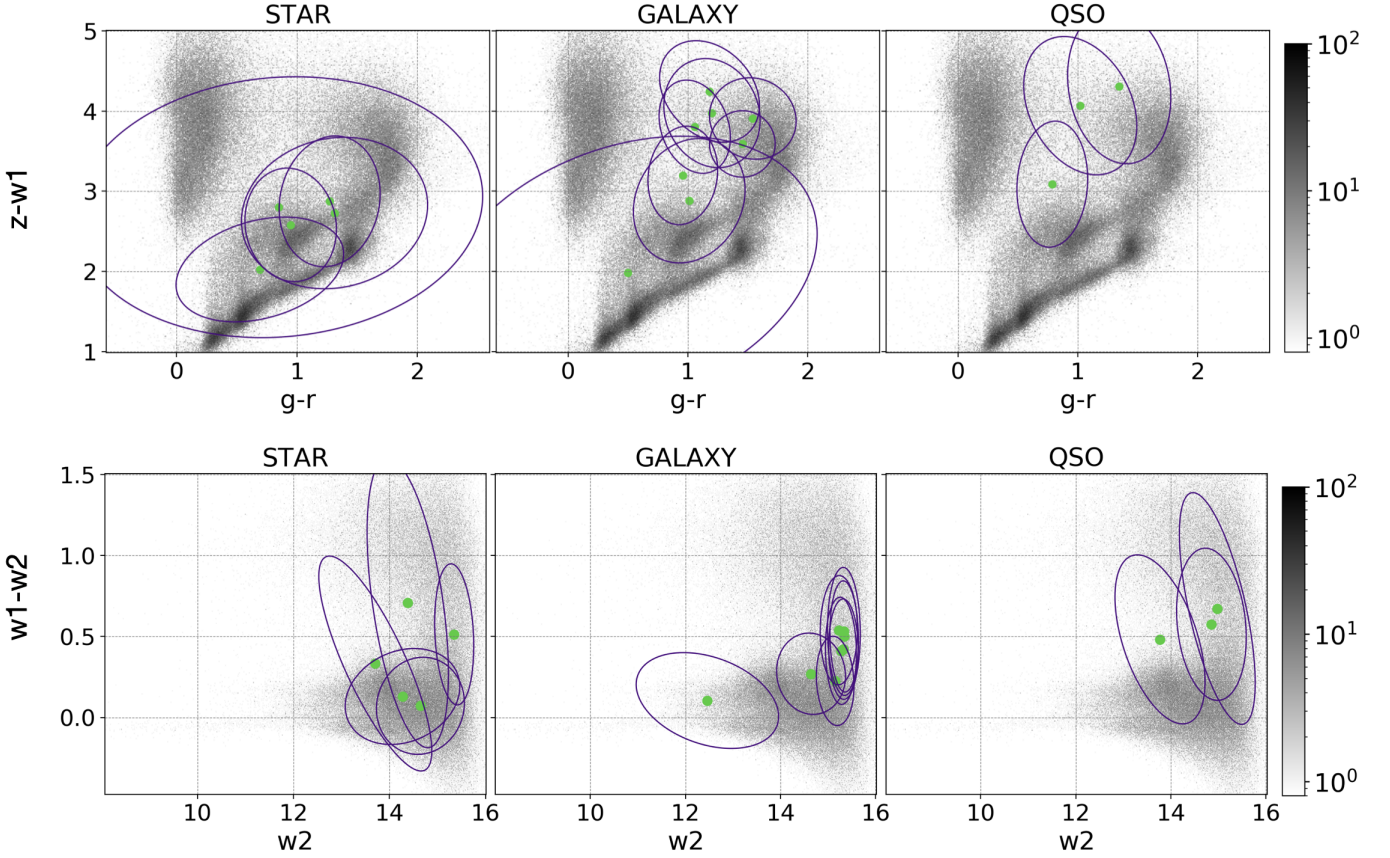 STAR GALAXY QSO
5
4
3
2
1
z-w1
0 1 2 0 1 2 0 1 2
g-r g-r g-r
10²
10¹
10⁰
STAR GALAXY QSO
1.5
1.0
0.5
0.0
w1-w2
10 12 14 16 10 12 14 16 10 12 14 16
w2 w2 w2
10²
10¹
10⁰